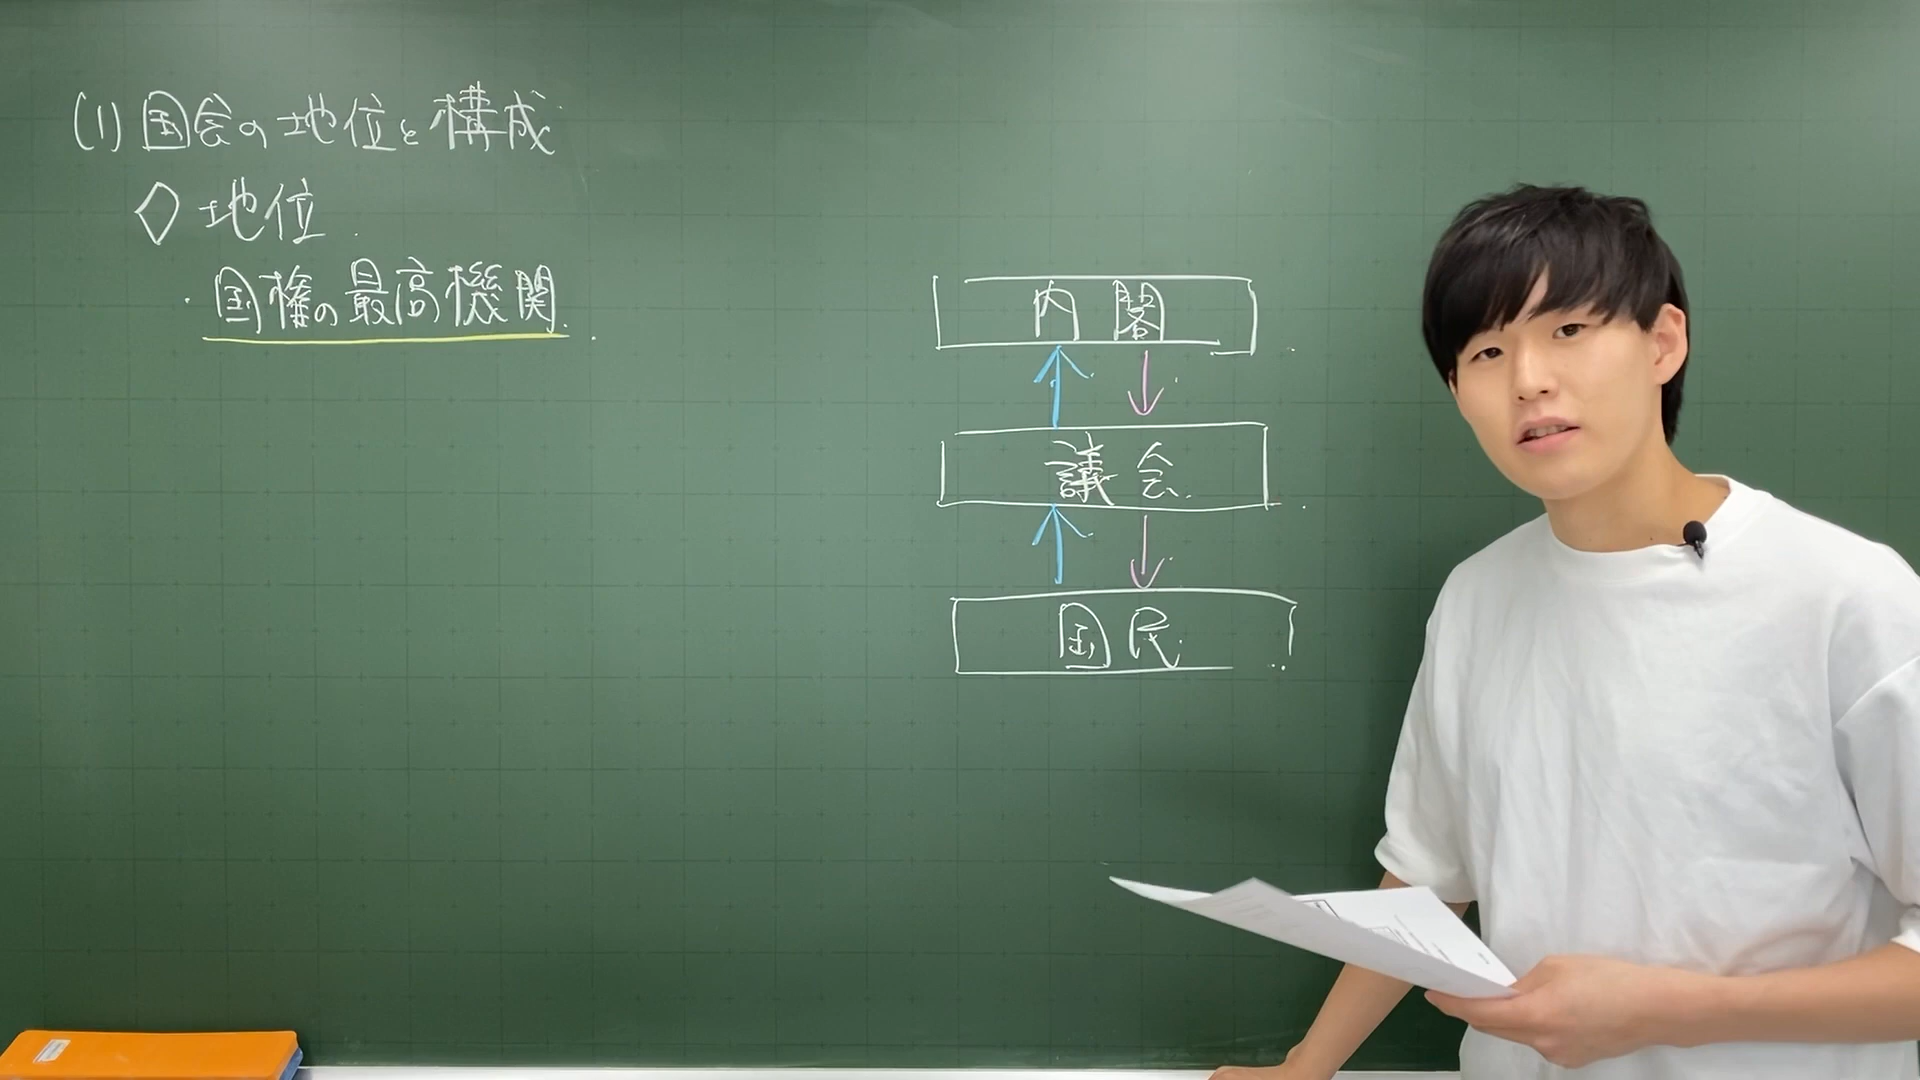 (1) 国会の地位と構成
◇ 地位
・国権の最高機関
内閣
議会
国民